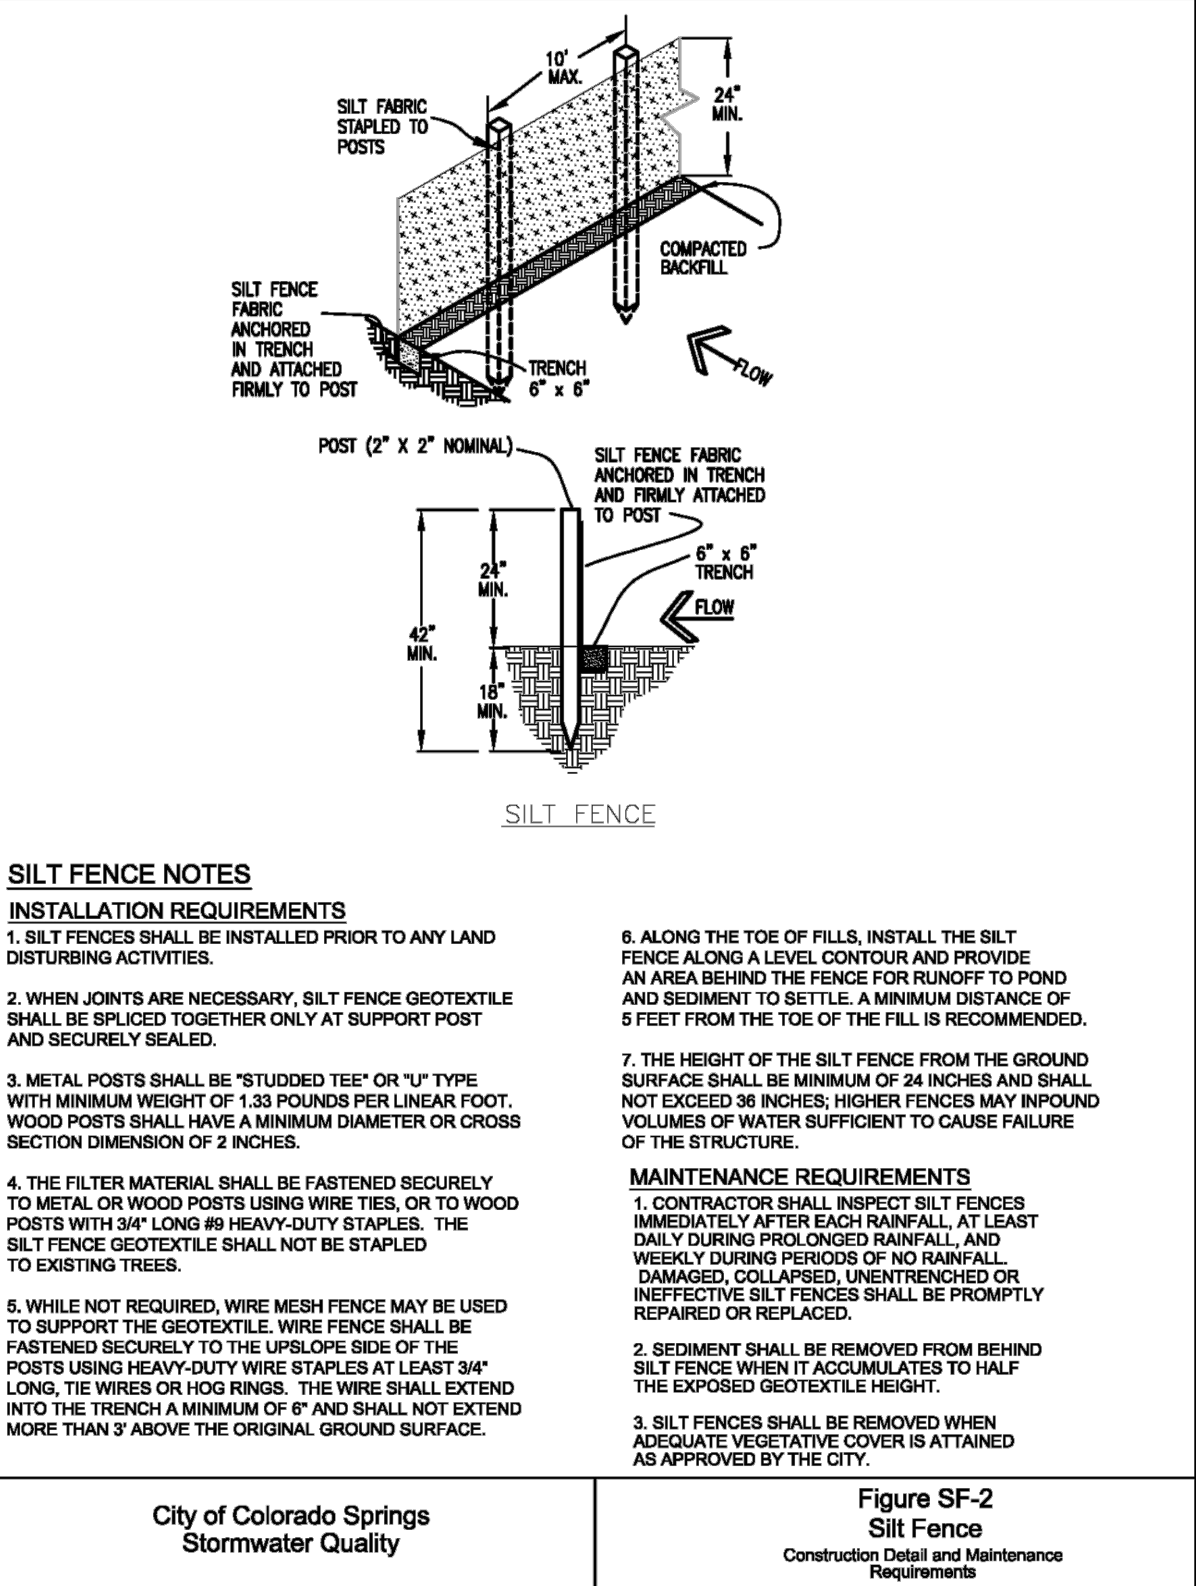 10'
MAX.
24"
MIN.
SILT FABRIC
STAPLED TO
POSTS
COMPACTED
BACKFILL
SILT FENCE
FABRIC
ANCHORED
IN TRENCH
AND ATTACHED
FIRMLY TO POST
TRENCH
6" x 6"
FLOW
POST (2" X 2" NOMINAL)
SILT FENCE FABRIC
ANCHORED IN TRENCH
AND FIRMLY ATTACHED
TO POST
6" x 6"
TRENCH
24"
MIN.
FLOW
42"
MIN.
18"
MIN.
SILT FENCE
SILT FENCE NOTES
INSTALLATION REQUIREMENTS
1. SILT FENCES SHALL BE INSTALLED PRIOR TO ANY LAND
DISTURBING ACTIVITIES.
2. WHEN JOINTS ARE NECESSARY, SILT FENCE GEOTEXTILE
SHALL BE SPLICED TOGETHER ONLY AT SUPPORT POST
AND SECURELY SEALED.
3. METAL POSTS SHALL BE "STUDDED TEE" OR "U" TYPE
WITH MINIMUM WEIGHT OF 1.33 POUNDS PER LINEAR FOOT.
WOOD POSTS SHALL HAVE A MINIMUM DIAMETER OR CROSS
SECTION DIMENSION OF 2 INCHES.
4. THE FILTER MATERIAL SHALL BE FASTENED SECURELY
TO METAL OR WOOD POSTS USING WIRE TIES, OR TO WOOD
POSTS WITH 3/4" LONG #9 HEAVY-DUTY STAPLES. THE
SILT FENCE GEOTEXTILE SHALL NOT BE STAPLED
TO EXISTING TREES.
5. WHILE NOT REQUIRED, WIRE MESH FENCE MAY BE USED
TO SUPPORT THE GEOTEXTILE. WIRE FENCE SHALL BE
FASTENED SECURELY TO THE UPSLOPE SIDE OF THE
POSTS USING HEAVY-DUTY WIRE STAPLES AT LEAST 3/4"
LONG, TIE WIRES OR HOG RINGS. THE WIRE SHALL EXTEND
INTO THE TRENCH A MINIMUM OF 6" AND SHALL NOT EXTEND
MORE THAN 3' ABOVE THE ORIGINAL GROUND SURFACE.
6. ALONG THE TOE OF FILLS, INSTALL THE SILT
FENCE ALONG A LEVEL CONTOUR AND PROVIDE
AN AREA BEHIND THE FENCE FOR RUNOFF TO POND
AND SEDIMENT TO SETTLE. A MINIMUM DISTANCE OF
5 FEET FROM THE TOE OF THE FILL IS RECOMMENDED.
7. THE HEIGHT OF THE SILT FENCE FROM THE GROUND
SURFACE SHALL BE MINIMUM OF 24 INCHES AND SHALL
NOT EXCEED 36 INCHES; HIGHER FENCES MAY INPOUND
VOLUMES OF WATER SUFFICIENT TO CAUSE FAILURE
OF THE STRUCTURE.
MAINTENANCE REQUIREMENTS
1. CONTRACTOR SHALL INSPECT SILT FENCES
IMMEDIATELY AFTER EACH RAINFALL, AT LEAST
DAILY DURING PROLONGED RAINFALL, AND
WEEKLY DURING PERIODS OF NO RAINFALL.
DAMAGED, COLLAPSED, UNENTRENCHED OR
INEFFECTIVE SILT FENCES SHALL BE PROMPTLY
REPAIRED OR REPLACED.
2. SEDIMENT SHALL BE REMOVED FROM BEHIND
SILT FENCE WHEN IT ACCUMULATES TO HALF
THE EXPOSED GEOTEXTILE HEIGHT.
3. SILT FENCES SHALL BE REMOVED WHEN
ADEQUATE VEGETATIVE COVER IS ATTAINED
AS APPROVED BY THE CITY.
City of Colorado Springs
Stormwater Quality
Figure SF-2
Silt Fence
Construction Detail and Maintenance
Requirements